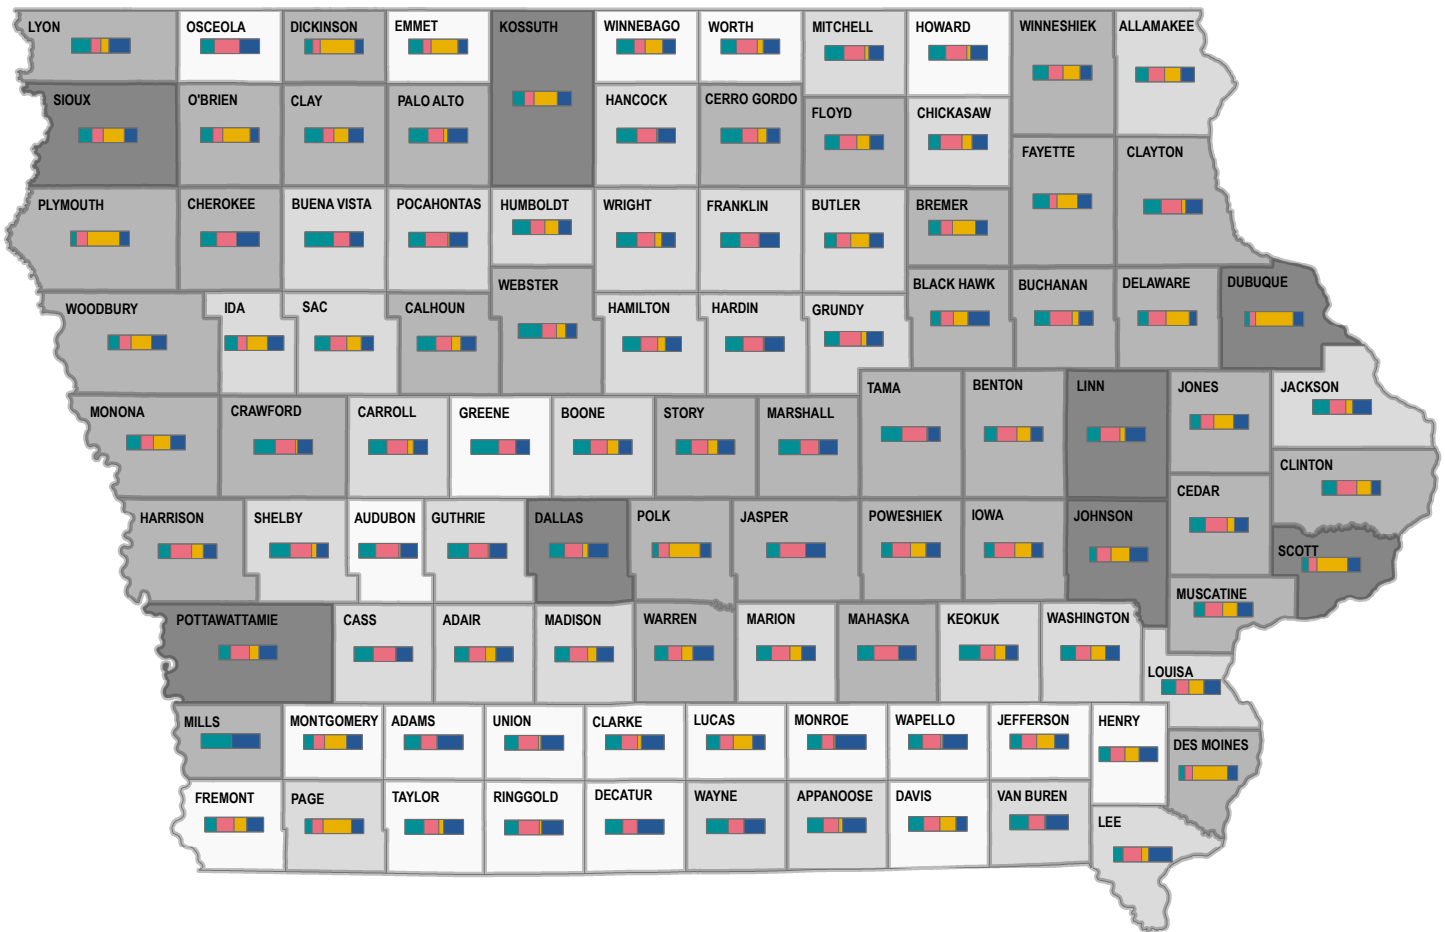 LYON
OSCEOLA
DICKINSON
EMMET
KOSSUTH
WINNEBAGO
WORTH
MITCHELL
HOWARD
WINNESHIEK
ALLAMAKEE
SIOUX
O'BRIEN
CLAY
PALO ALTO
HANCOCK
CERRO GORDO
FLOYD
CHICKASAW
FAYETTE
CLAYTON
PLYMOUTH
CHEROKEE
BUENA VISTA
POCAHONTAS
HUMBOLDT
WRIGHT
FRANKLIN
BUTLER
BREMER
WEBSTER
BLACK HAWK
BUCHANAN
DELAWARE
DUBUQUE
WOODBURY
IDA
SAC
CALHOUN
HAMILTON
HARDIN
GRUNDY
TAMA
BENTON
LINN
JONES
JACKSON
MONONA
CRAWFORD
CARROLL
GREENE
BOONE
STORY
MARSHALL
CLINTON
CEDAR
HARRISON
SHELBY
AUDUBON
GUTHRIE
DALLAS
POLK
JASPER
POWESHIEK
IOWA
JOHNSON
SCOTT
MUSCATINE
POTTAWATTAMIE
CASS
ADAIR
MADISON
WARREN
MARION
MAHASKA
KEOKUK
WASHINGTON
LOUISA
MILLS
MONTGOMERY
ADAMS
UNION
CLARKE
LUCAS
MONROE
WAPELLO
JEFFERSON
HENRY
DES MOINES
FREMONT
PAGE
TAYLOR
RINGGOLD
DECATUR
WAYNE
APPANOOSE
DAVIS
VAN BUREN
LEE